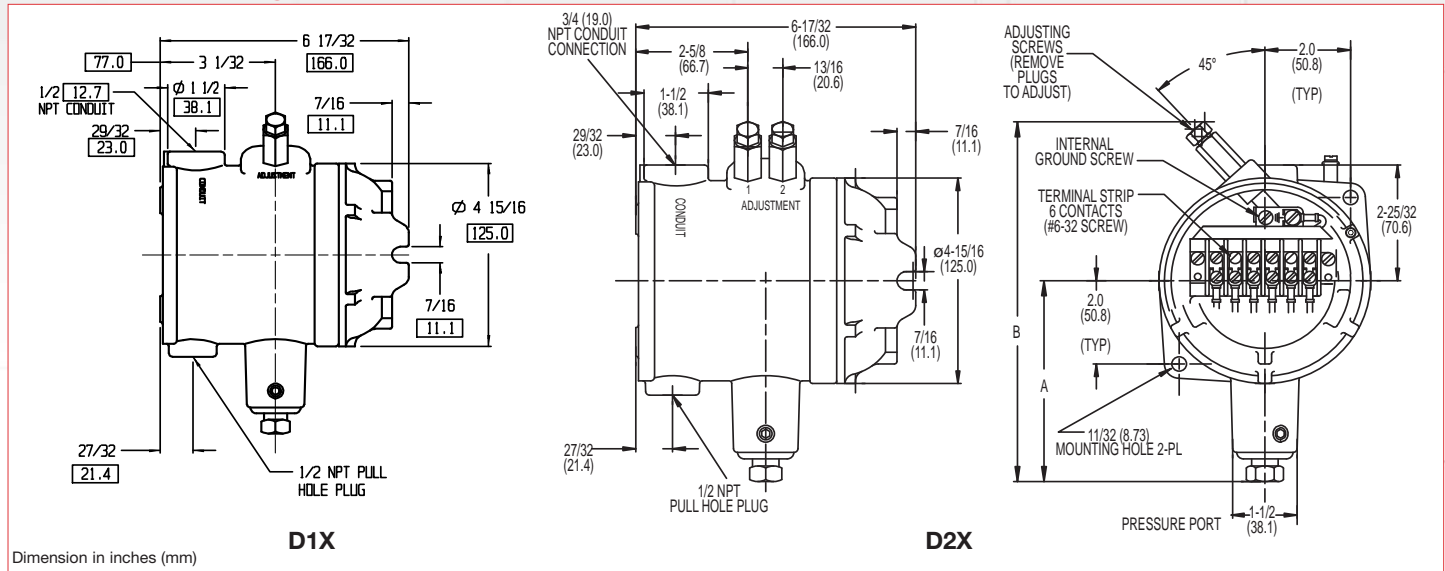 6 17/32
166.0
77.0
3 1/32
1/2 12.7
NPT CONDUIT
Ø 1 1/2
38.1
7/16
11.1
29/32
23.0
CONDUIT
ADJUSTMENT
Ø 4 15/16
125.0
7/16
11.1
27/32
21.4
1/2 NPT PULL
HOLE PLUG
D1X
3/4 (19.0)
NPT CONDUIT
CONNECTION
6-17/32
(166.0)
2-5/8
(66.7)
13/16
(20.6)
1-1/2
(38.1)
29/32
(23.0)
7/16
(11.1)
1 2
ADJUSTMENT
CONDUIT
ø4-15/16
(125.0)
7/16
(11.1)
27/32
(21.4)
1/2 NPT
PULL HOLE PLUG
D2X
ADJUSTING
SCREWS
(REMOVE
PLUGS
TO ADJUST)
45°
2.0
(50.8)
(TYP)
INTERNAL
GROUND SCREW
TERMINAL STRIP
6 CONTACTS
(#6-32 SCREW)
2-25/32
(70.6)
B
2.0
(50.8)
(TYP)
A
11/32 (8.73)
MOUNTING HOLE 2-PL
PRESSURE PORT
1-1/2
(38.1)
Dimension in inches (mm)